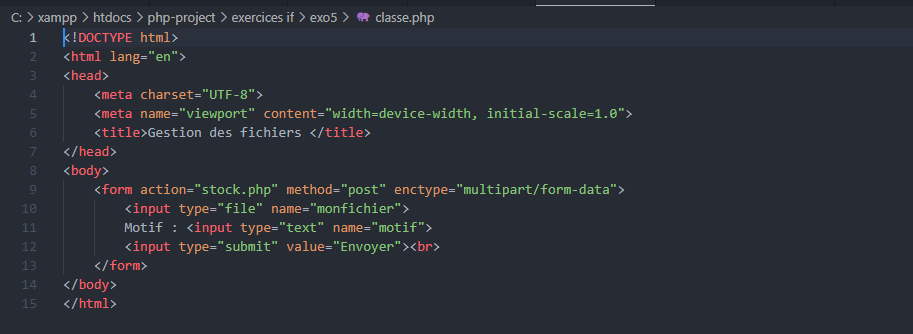 C: > xampp > htdocs > php-project > exercices if > exo5 > classe.php
1 <!DOCTYPE html>
2 <html lang="en">
3 <head>
4     <meta charset="UTF-8">
5     <meta name="viewport" content="width=device-width, initial-scale=1.0">
6     <title>Gestion des fichiers </title>
7 </head>
8 <body>
9     <form action="stock.php" method="post" enctype="multipart/form-data">
10         <input type="file" name="monfichier">
11         Motif : <input type="text" name="motif">
12         <input type="submit" value="Envoyer"><br>
13     </form>
14 </body>
15 </html>